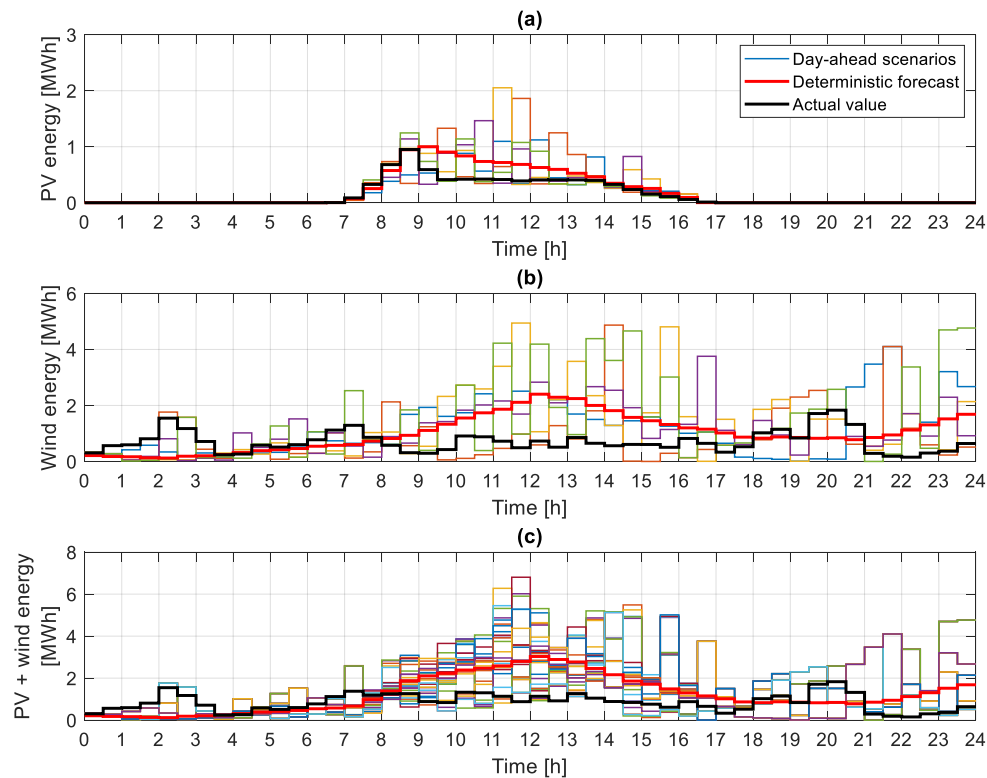 (a)
PV energy [MWh]
3
2
1
0
Day-ahead scenarios
Deterministic forecast
Actual value
0 1 2 3 4 5 6 7 8 9 10 11 12 13 14 15 16 17 18 19 20 21 22 23 24
Time [h]
(b)
Wind energy [MWh]
6
4
2
0
0 1 2 3 4 5 6 7 8 9 10 11 12 13 14 15 16 17 18 19 20 21 22 23 24
Time [h]
(c)
PV + wind energy
[MWh]
8
6
4
2
0
0 1 2 3 4 5 6 7 8 9 10 11 12 13 14 15 16 17 18 19 20 21 22 23 24
Time [h]